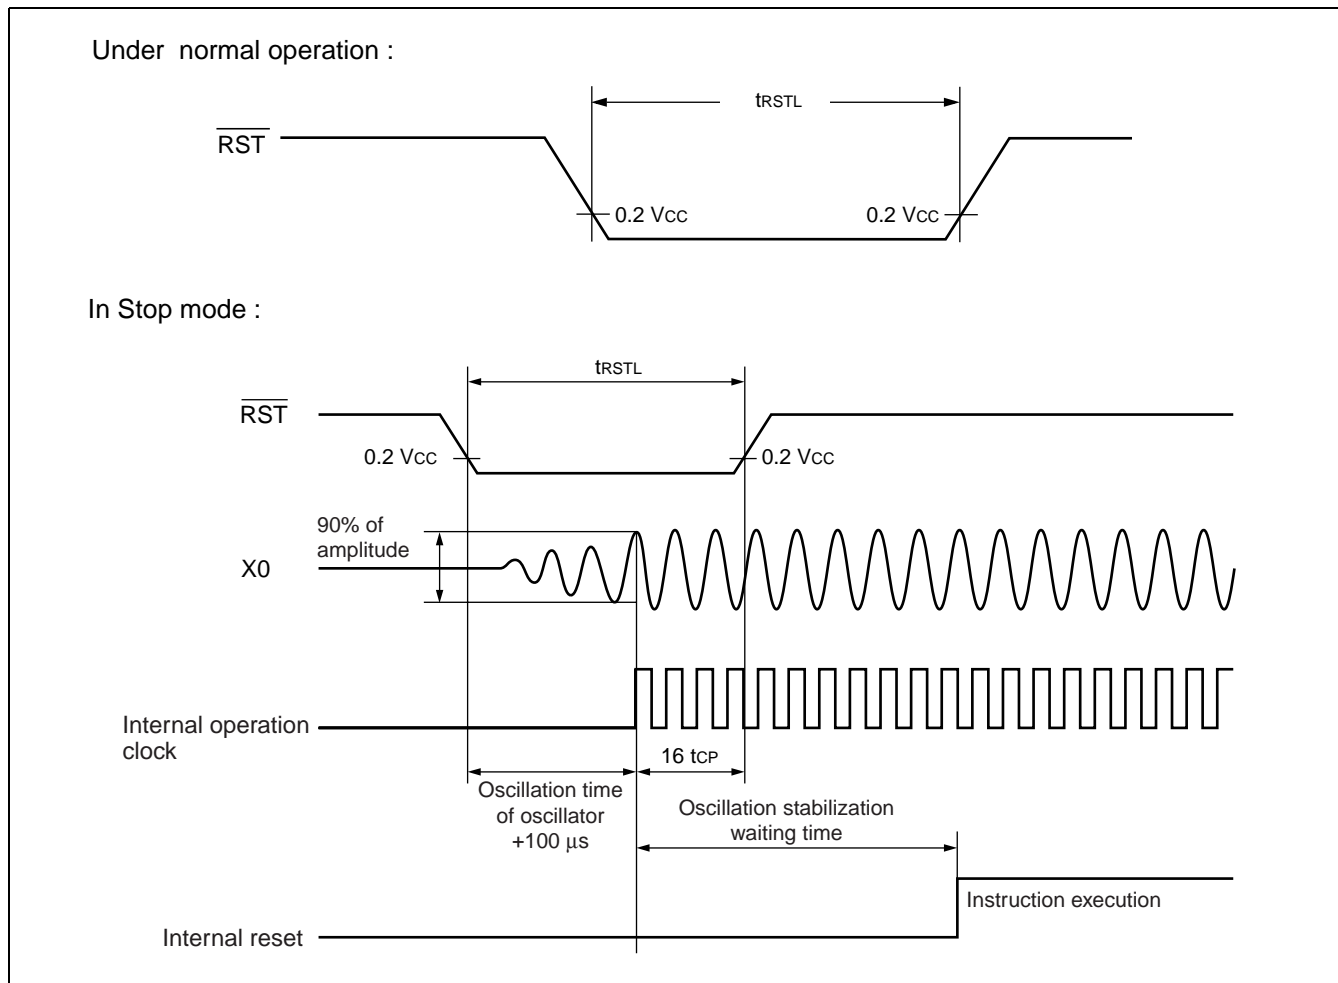 Under normal operation :
tRSTL
RST
0.2 VCC
0.2 VCC
In Stop mode :
tRSTL
RST
0.2 VCC
0.2 VCC
90% of
amplitude
X0
Internal operation
clock
16 tCP
Oscillation time
of oscillator
+100 μs
Oscillation stabilization
waiting time
Instruction execution
Internal reset